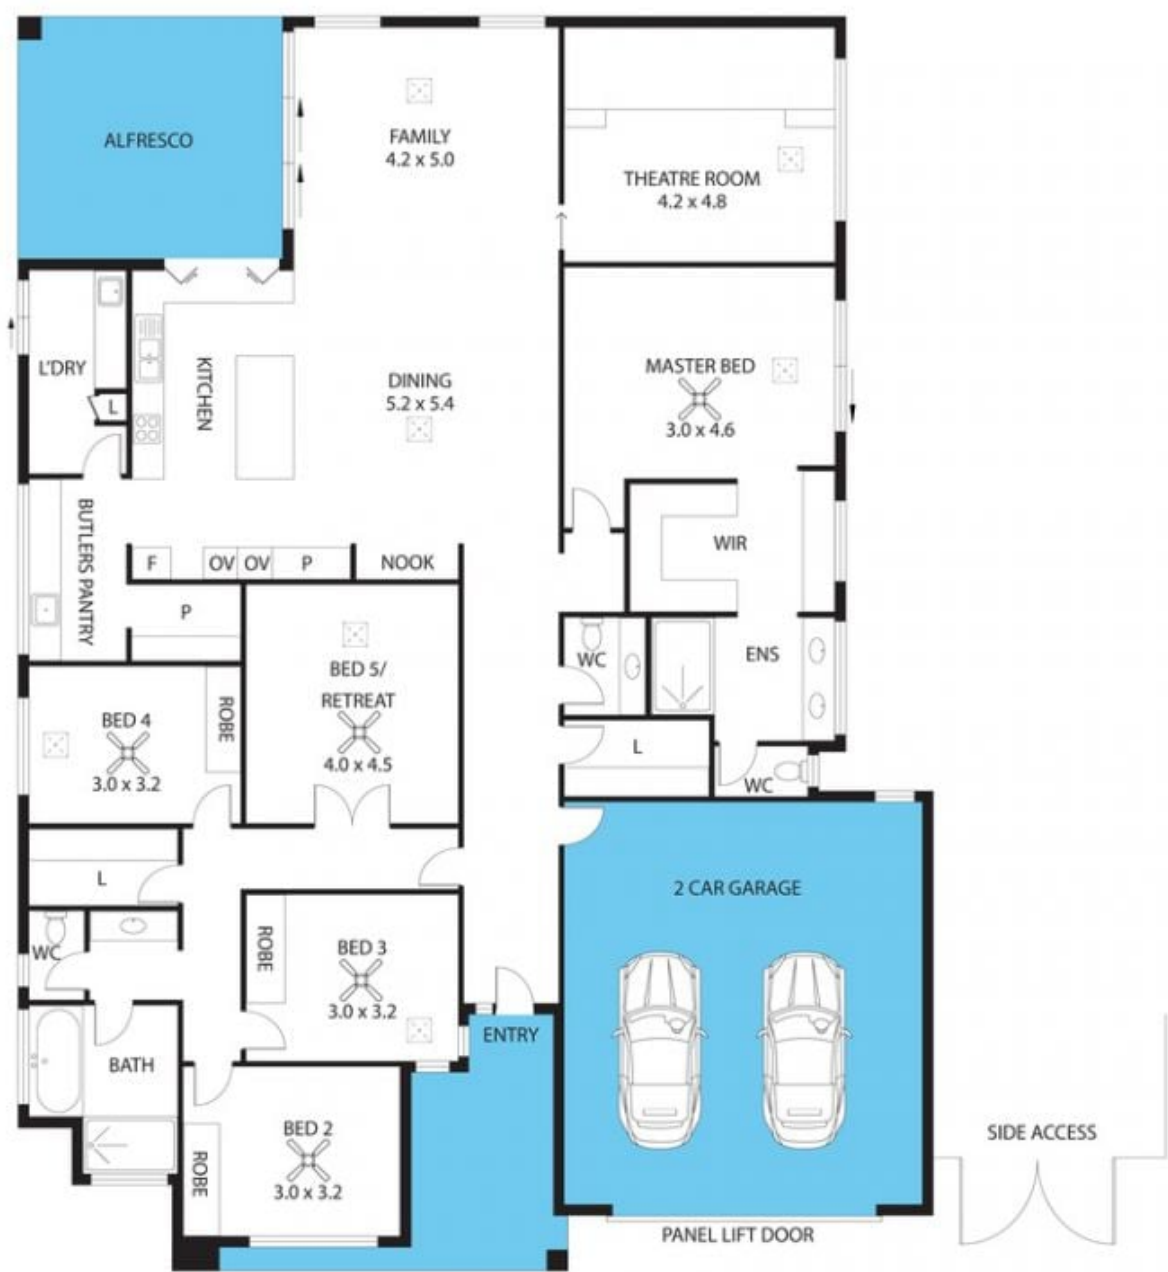 ALFRESCO
FAMILY
4.2 x 5.0
THEATRE ROOM
4.2 x 4.8
L'DRY
L
KITCHEN
DINING
5.2 x 5.4
MASTER BED
3.0 x 4.6
BUTLERS PANTRY
F
OV
OV
P
NOOK
WIR
P
WC
ENS
BED 5/
RETREAT
4.0 x 4.5
BED 4
3.0 x 3.2
ROBE
L
WC
L
2 CAR GARAGE
WC
ROBE
BED 3
3.0 x 3.2
ENTRY
BATH
BED 2
3.0 x 3.2
ROBE
SIDE ACCESS
PANEL LIFT DOOR